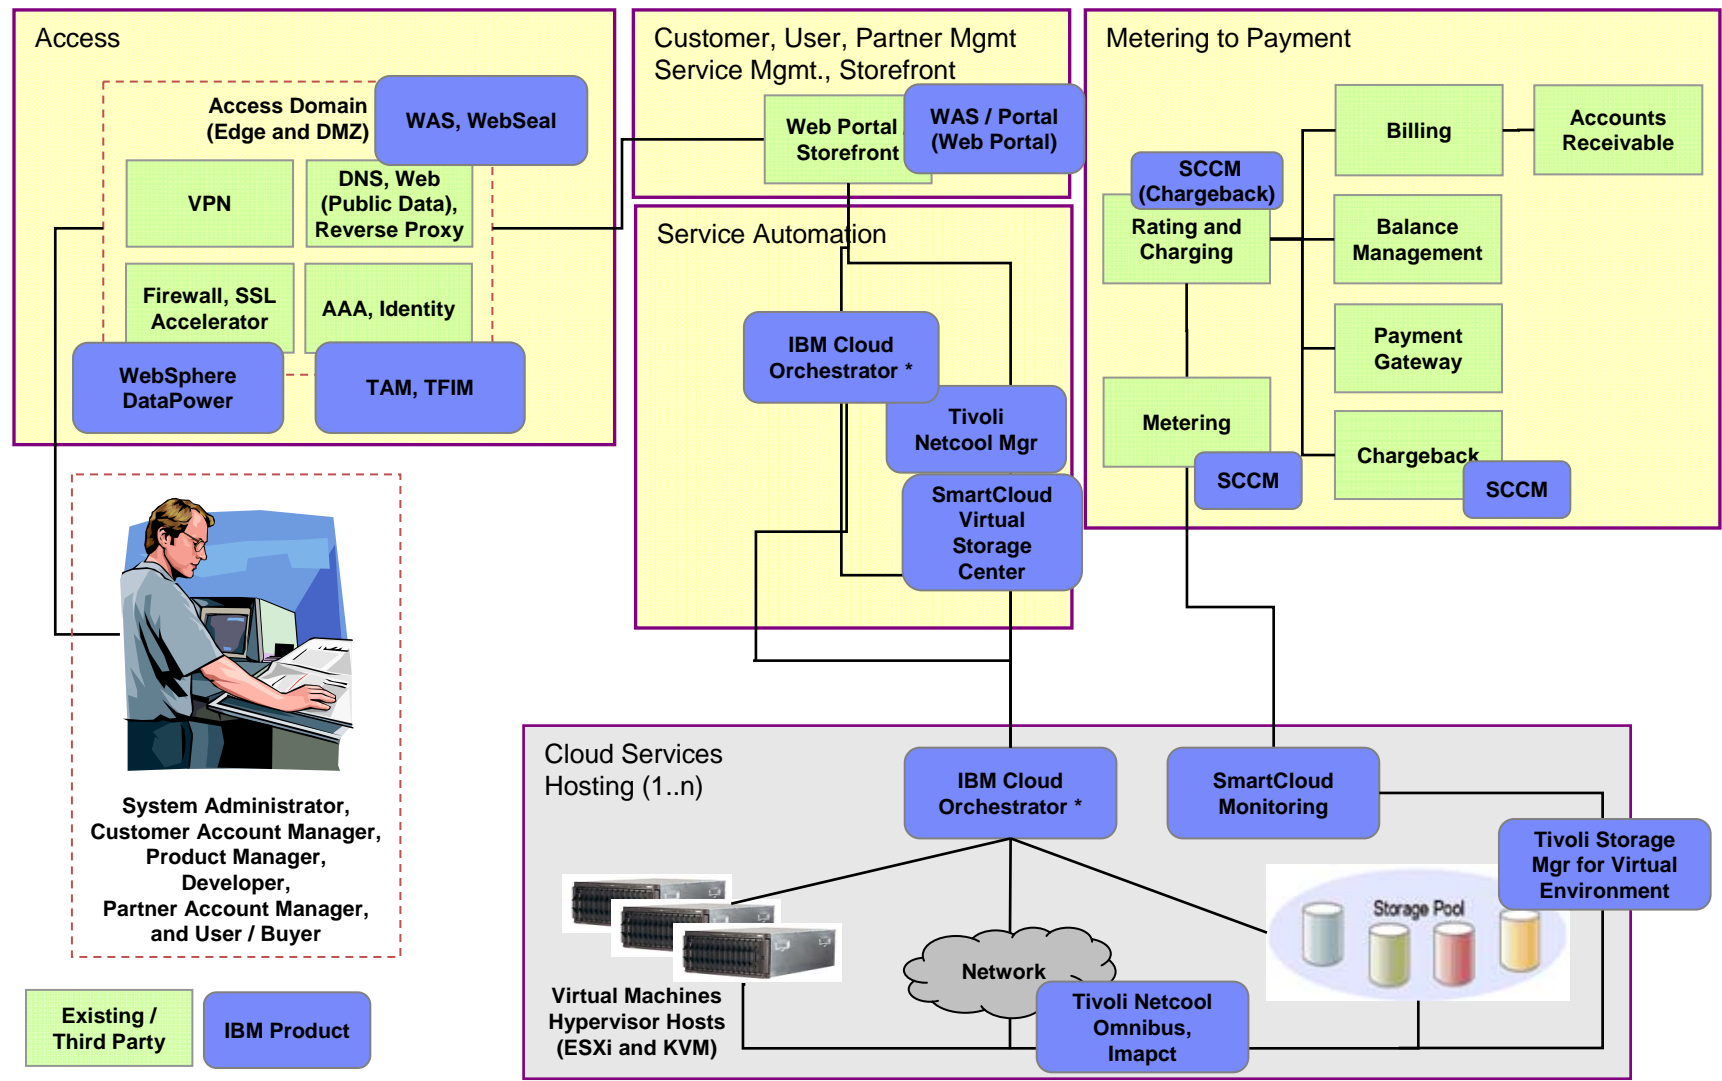 Access
Access Domain
(Edge and DMZ)
WAS, WebSeal
VPN
DNS, Web
(Public Data),
Reverse Proxy
Firewall, SSL
Accelerator
AAA, Identity
WebSphere
DataPower
TAM, TFIM
Customer, User, Partner Mgmt
Service Mgmt., Storefront
Web Portal /
Storefront
WAS / Portal
(Web Portal)
Service Automation
IBM Cloud
Orchestrator *
Tivoli
Netcool Mgr
SmartCloud
Virtual
Storage
Center
Metering to Payment
SCCM
(Chargeback)
Rating and
Charging
Metering
SCCM
Billing
Accounts
Receivable
Balance
Management
Payment
Gateway
Chargeback
SCCM
System Administrator,
Customer Account Manager,
Product Manager,
Developer,
Partner Account Manager,
and User / Buyer
Existing /
Third Party
IBM Product
Cloud Services
Hosting (1..n)
IBM Cloud
Orchestrator *
SmartCloud
Monitoring
Tivoli Storage
Mgr for Virtual
Environment
Storage Pool
Network
Virtual Machines
Hypervisor Hosts
(ESXi and KVM)
Tivoli Netcool
Omnibus,
Imapct